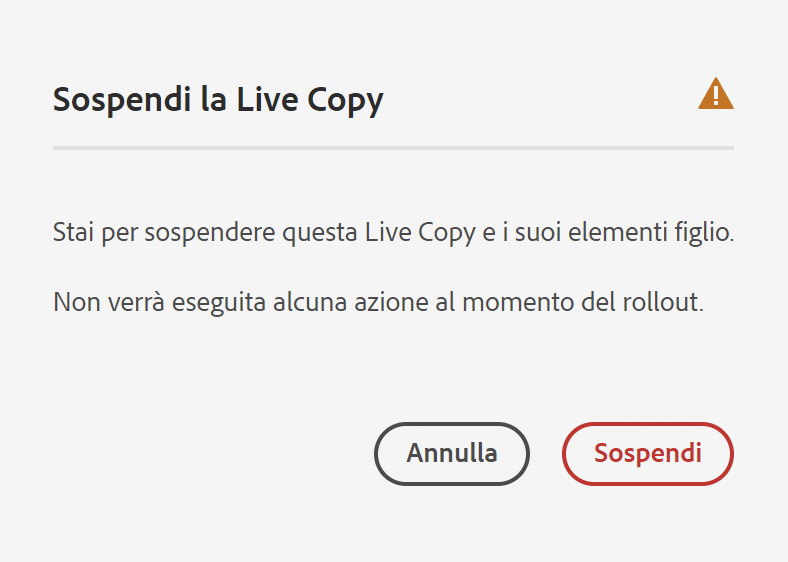 Sospendi la Live Copy
Stai per sospendere questa Live Copy e i suoi elementi figlio.
Non verrà eseguita alcuna azione al momento del rollout.
Annulla
Sospendi